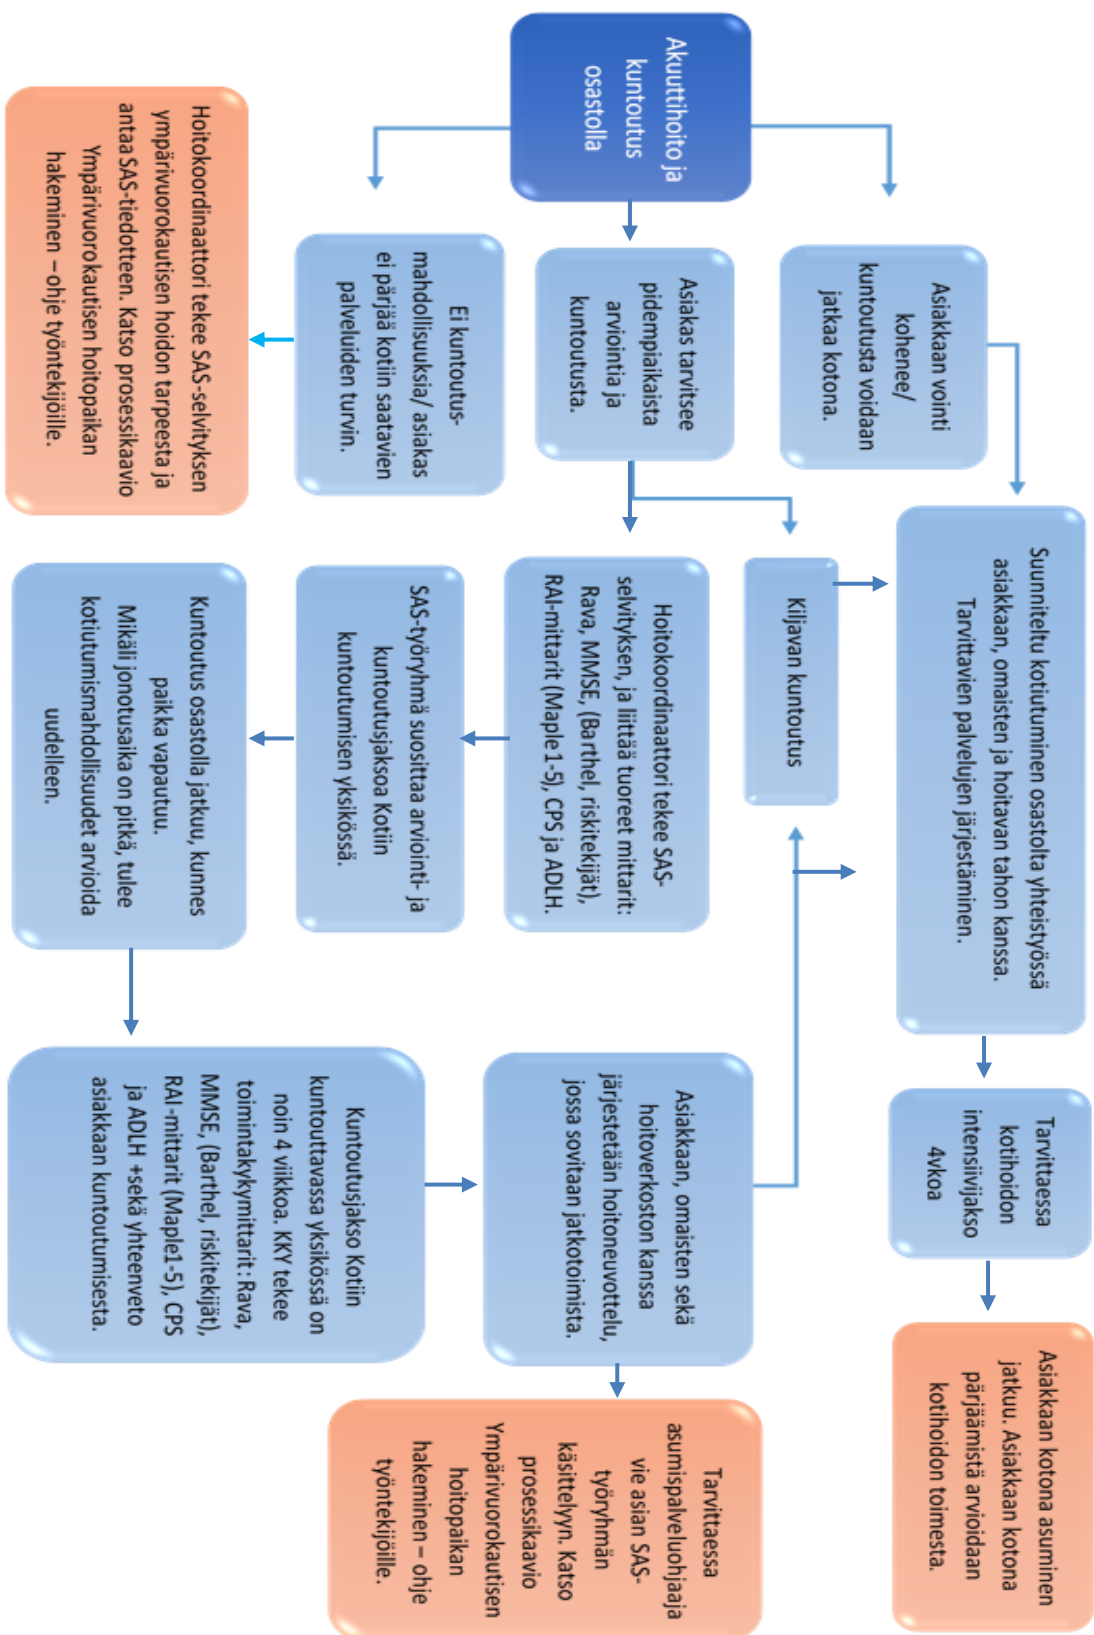 Akuuttihoito ja
kuntoutus
osastolla
Asiakkaan vointi
kohenee/
kuntoutusta voidaan
jatkaa kotona.
Asiakas tarvitsee
pidempiaikaista
arviointia ja
kuntoutusta.
Ei kuntoutus-
mahdollisuuksia/ asiakas
ei pärjää kotiin saatavien
palveluiden turvin.
Hoitokoordinaattori tekee SAS-selvityksen
ympärivuorokautisen hoidon tarpeesta ja
antaa SAS-tiedotteen. Katso prosessikaavio
Ympärivuorokautisen hoitopaikan
hakeminen – ohje työntekijöille.
Suunniteltu kotiutuminen osastolta yhteistyössä
asiakkaan, omaisten ja hoitavan tahon kanssa.
Tarvittavien palvelujen järjestäminen.
Kiljavan kuntoutus
Hoitokoordinaattori tekee SAS-
selvityksen, ja liittää tuoreet mittarit:
Rava, MMSE, (Barthel, riskitekijät),
RAI-mittarit (Maple 1-5), CPS ja ADLH.
SAS-työryhmä suosittaa arviointi- ja
kuntoutusjaksoa Kotiin
kuntoutumisen yksikössä.
Kuntoutus osastolla jatkuu, kunnes
paikka vapautuu.
Mikäli jonotusaika on pitkä, tulee
kotiutumismahdollisuudet arvioida
uudelleen.
Tarvittaessa
kotihoidon
intensiivijakso
4vkoa
Asiakkaan, omaisten sekä
hoitoverkoston kanssa
järjestetään hoitoneuvottelu,
jossa sovitaan jatkotoimista.
Kuntoutusjakso Kotiin
kuntouttavassa yksikössä on
noin 4 viikkoa. KKY tekee
toimintakykymittarit: Rava,
MMSE, (Barthel, riskitekijät),
RAI-mittarit (Maple1-5), CPS
ja ADLH +sekä yhteenveto
asiakkaan kuntoutumisesta.
Asiakkaan kotona asuminen
jatkuu. Asiakkaan kotona
pärjäämistä arvioidaan
kotihoidon toimesta.
Tarvittaessa
asumispalveluohjaaja
vie asian SAS-
työryhmän
käsittelyyn. Katso
prosessikaavio
Ympärivuorokautisen
hoitopaikan
hakeminen – ohje
työntekijöille.